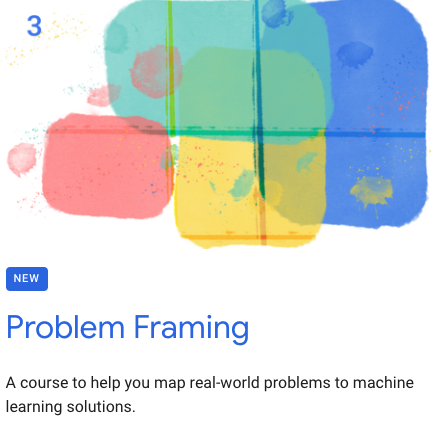 3
NEW
Problem Framing
A course to help you map real-world problems to machine
learning solutions.